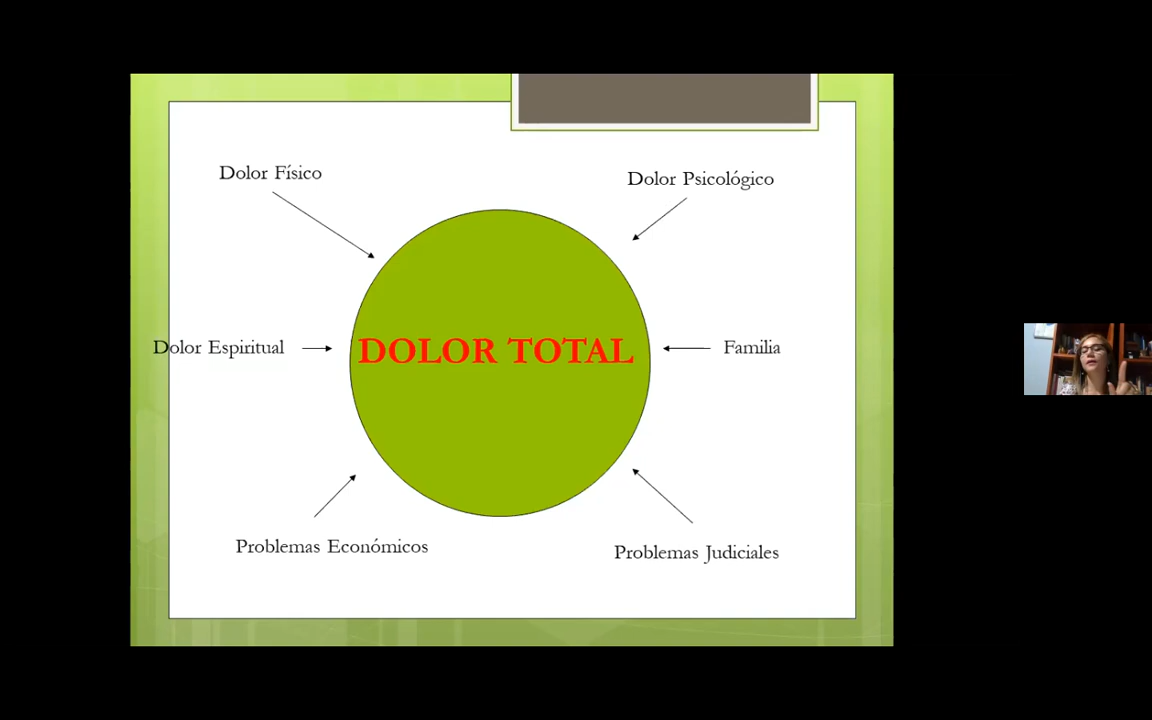 Dolor Físico
Dolor Psicológico
Dolor Espiritual
DOLOR TOTAL
Familia
Problemas Económicos
Problemas Judiciales